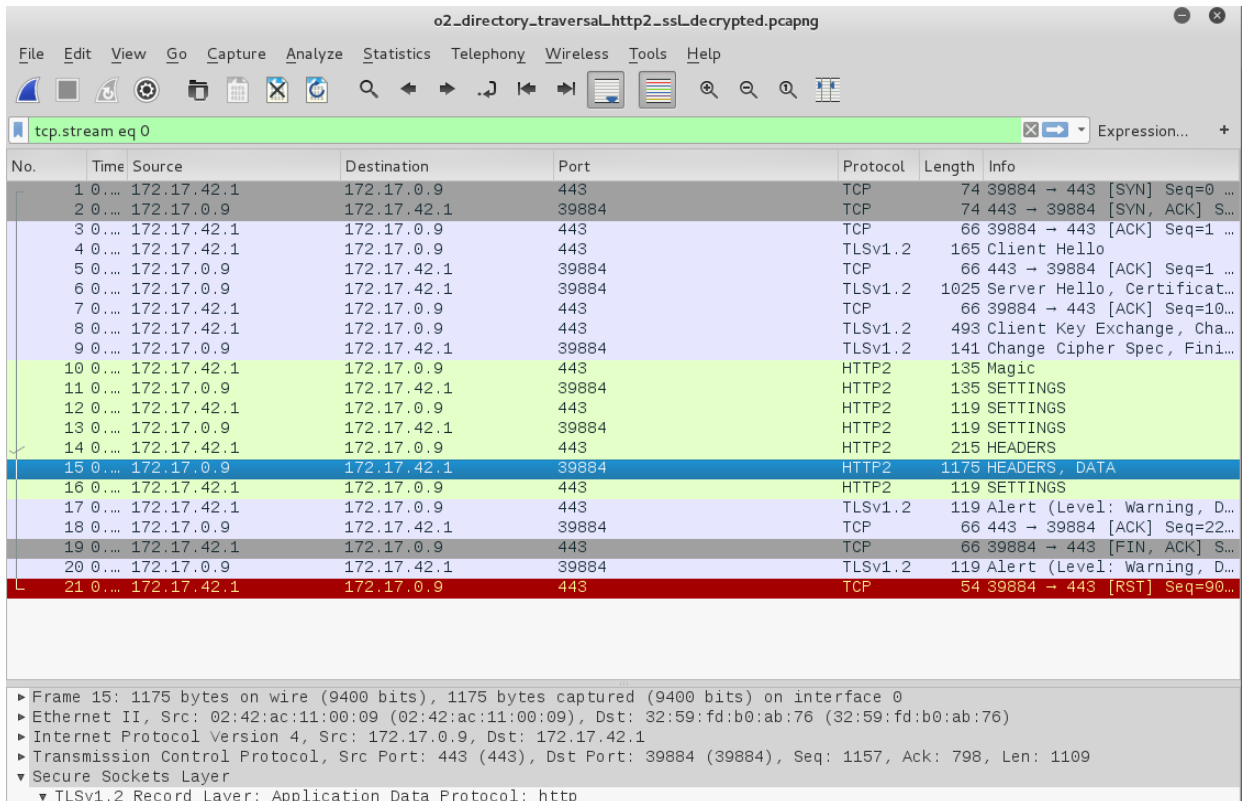 o2_directory_traversal_http2_ssl_decrypted.pcapng
File Edit View Go Capture Analyze Statistics Telephony Wireless Tools Help
tcp.stream eq 0 Expression... +
No. Time Source Destination Port Protocol Length Info
1 0.… 172.17.42.1 172.17.0.9 443 TCP 74 39884 → 443 [SYN] Seq=0 …
2 0.… 172.17.0.9 172.17.42.1 39884 TCP 74 443 → 39884 [SYN, ACK] S…
3 0.… 172.17.42.1 172.17.0.9 443 TCP 66 39884 → 443 [ACK] Seq=1 …
4 0.… 172.17.42.1 172.17.0.9 443 TLSv1.2 165 Client Hello
5 0.… 172.17.0.9 172.17.42.1 39884 TCP 66 443 → 39884 [ACK] Seq=1 …
6 0.… 172.17.0.9 172.17.42.1 39884 TLSv1.2 1025 Server Hello, Certificat…
7 0.… 172.17.42.1 172.17.0.9 443 TCP 66 39884 → 443 [ACK] Seq=10…
8 0.… 172.17.42.1 172.17.0.9 443 TLSv1.2 493 Client Key Exchange, Cha…
9 0.… 172.17.0.9 172.17.42.1 39884 TLSv1.2 141 Change Cipher Spec, Fini…
10 0.… 172.17.42.1 172.17.0.9 443 HTTP2 135 Magic
11 0.… 172.17.0.9 172.17.42.1 39884 HTTP2 135 SETTINGS
12 0.… 172.17.42.1 172.17.0.9 443 HTTP2 119 SETTINGS
13 0.… 172.17.0.9 172.17.42.1 39884 HTTP2 119 SETTINGS
14 0.… 172.17.42.1 172.17.0.9 443 HTTP2 215 HEADERS
15 0.… 172.17.0.9 172.17.42.1 39884 HTTP2 1175 HEADERS, DATA
16 0.… 172.17.42.1 172.17.0.9 443 HTTP2 119 SETTINGS
17 0.… 172.17.42.1 172.17.0.9 443 TLSv1.2 119 Alert (Level: Warning, D…
18 0.… 172.17.0.9 172.17.42.1 39884 TCP 66 443 → 39884 [ACK] Seq=22…
19 0.… 172.17.42.1 172.17.0.9 443 TCP 66 39884 → 443 [FIN, ACK] S…
20 0.… 172.17.0.9 172.17.42.1 39884 TLSv1.2 119 Alert (Level: Warning, D…
21 0.… 172.17.42.1 172.17.0.9 443 TCP 54 39884 → 443 [RST] Seq=90…
Frame 15: 1175 bytes on wire (9400 bits), 1175 bytes captured (9400 bits) on interface 0
Ethernet II, Src: 02:42:ac:11:00:09 (02:42:ac:11:00:09), Dst: 32:59:fd:b0:ab:76 (32:59:fd:b0:ab:76)
Internet Protocol Version 4, Src: 172.17.0.9, Dst: 172.17.42.1
Transmission Control Protocol, Src Port: 443 (443), Dst Port: 39884 (39884), Seq: 1157, Ack: 798, Len: 1109
Secure Sockets Layer
TLSv1.2 Record Layer: Application Data Protocol: http